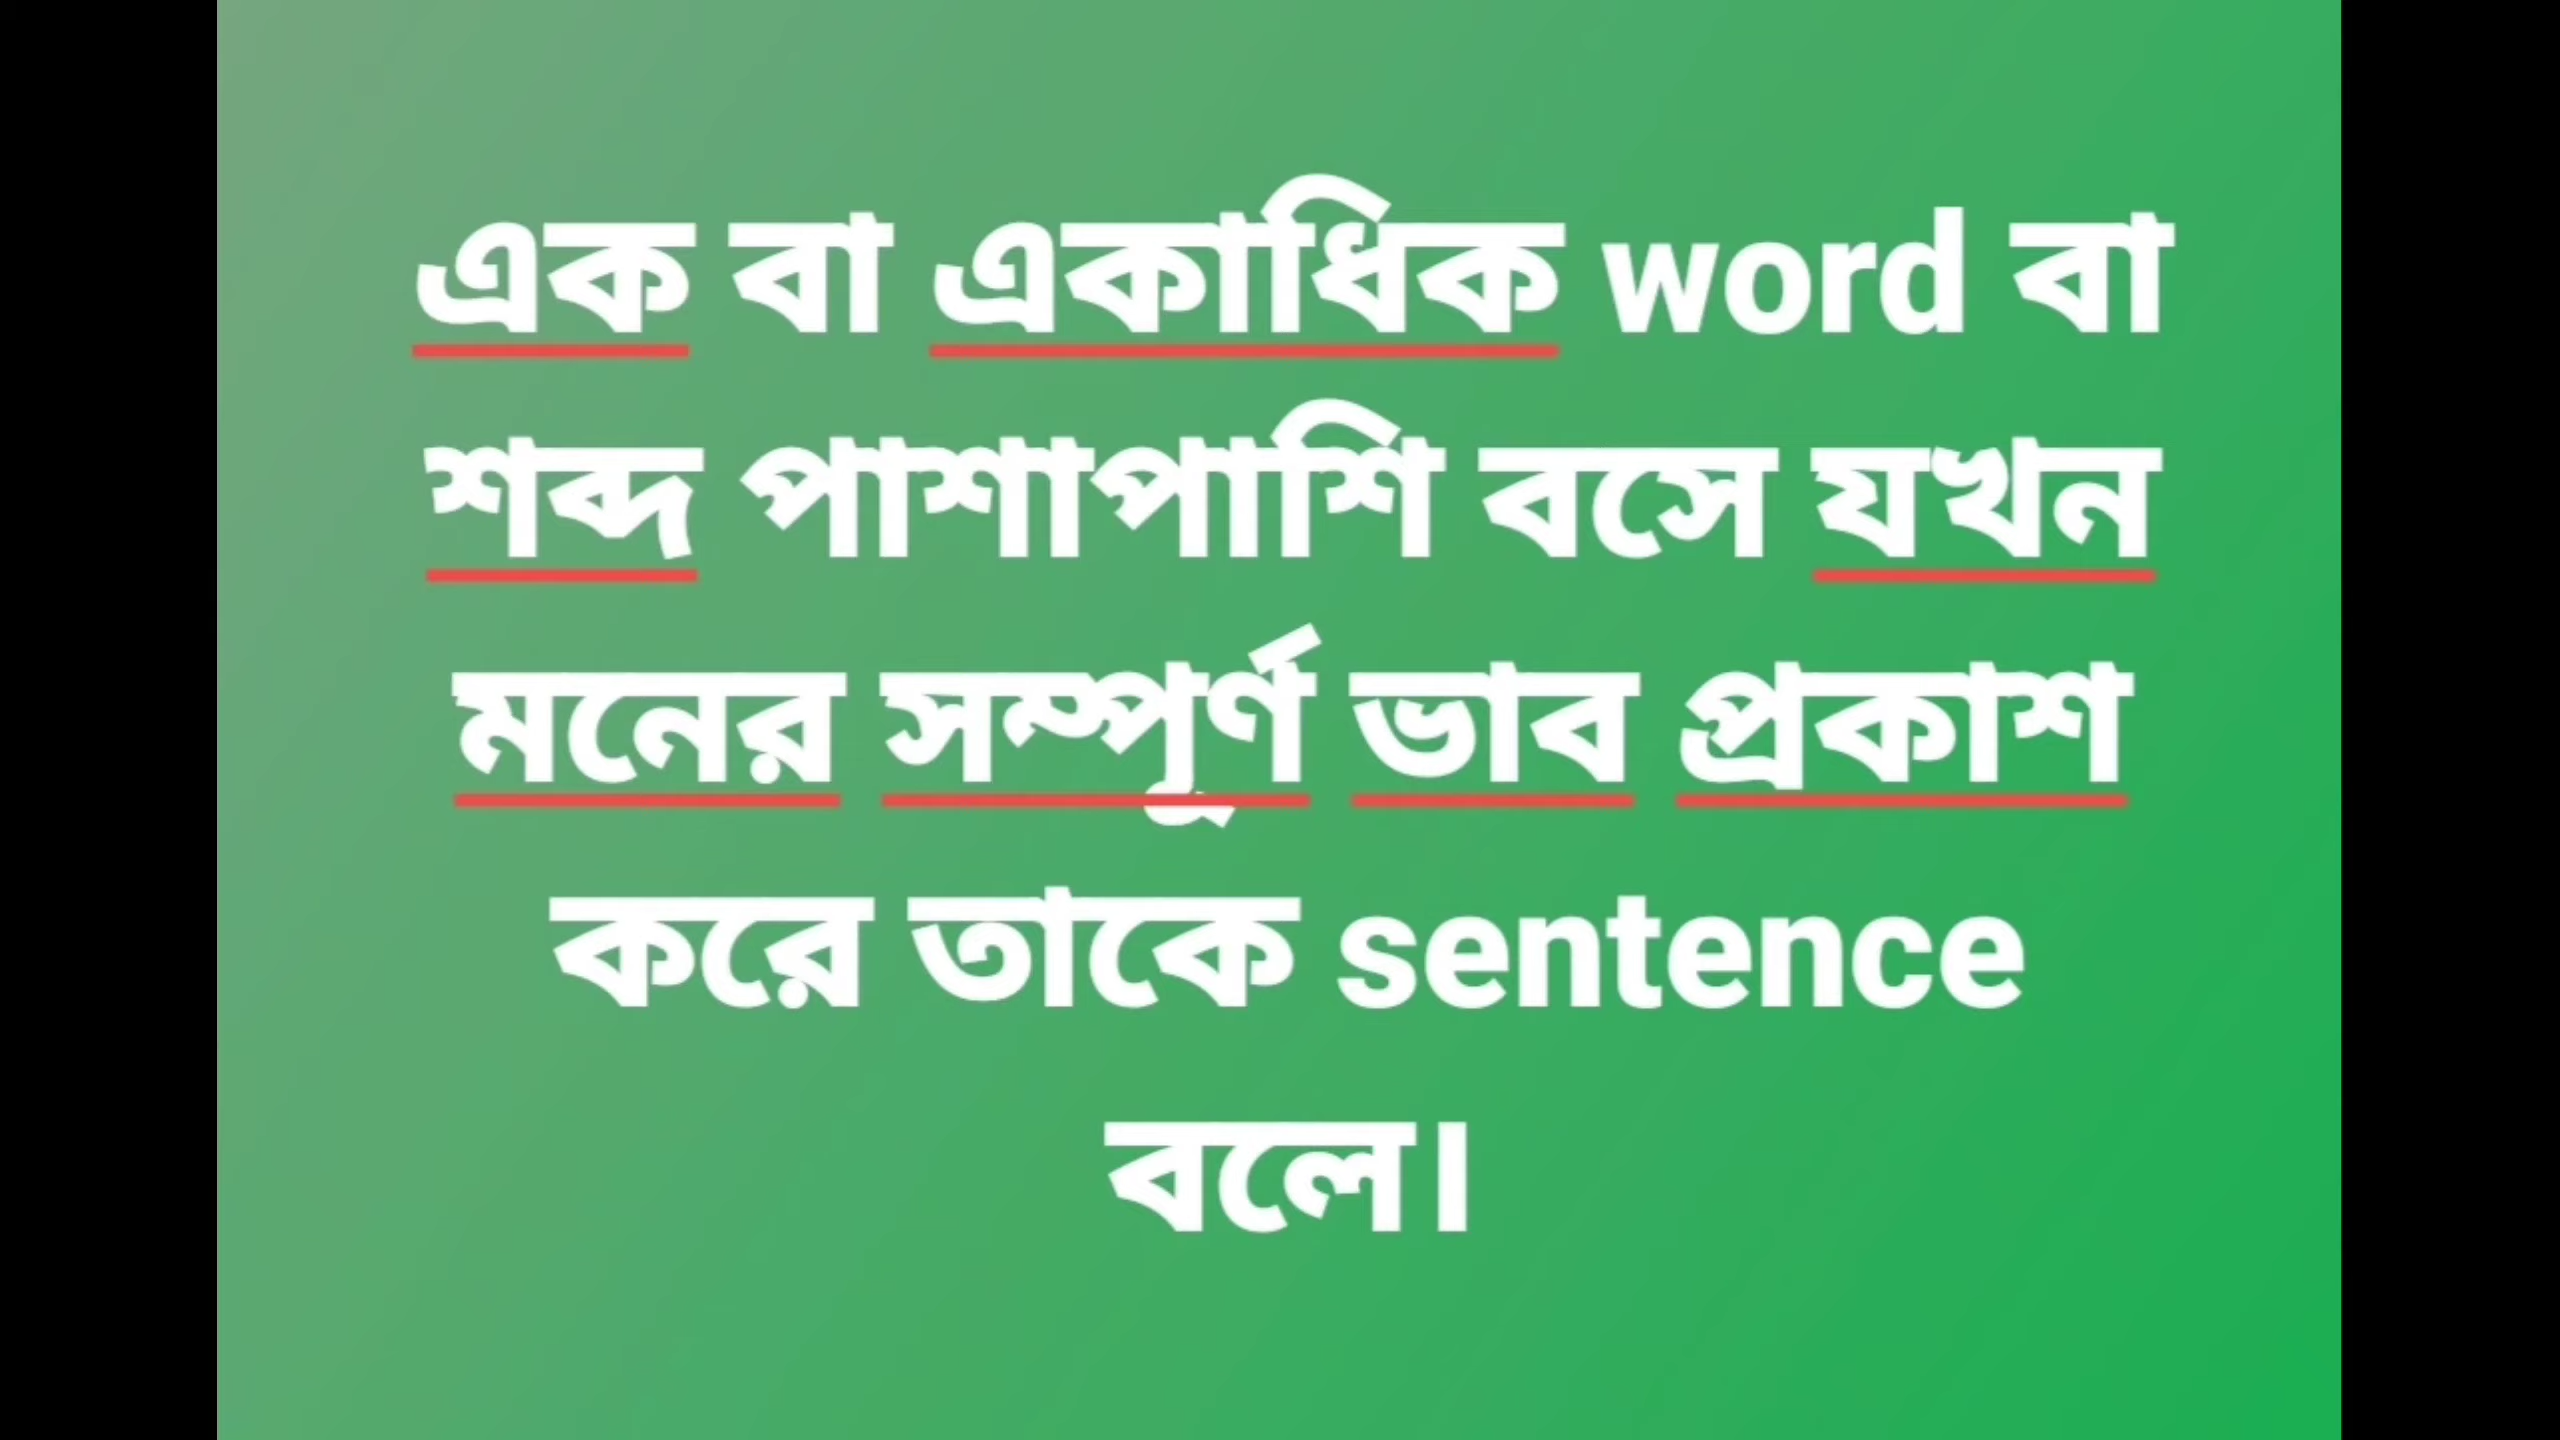 এক বা একাধিক word বা
শব্দ পাশাপাশি বসে যখন
মনের সম্পূর্ণ ভাব প্রকাশ
করে তাকে sentence
বলে।